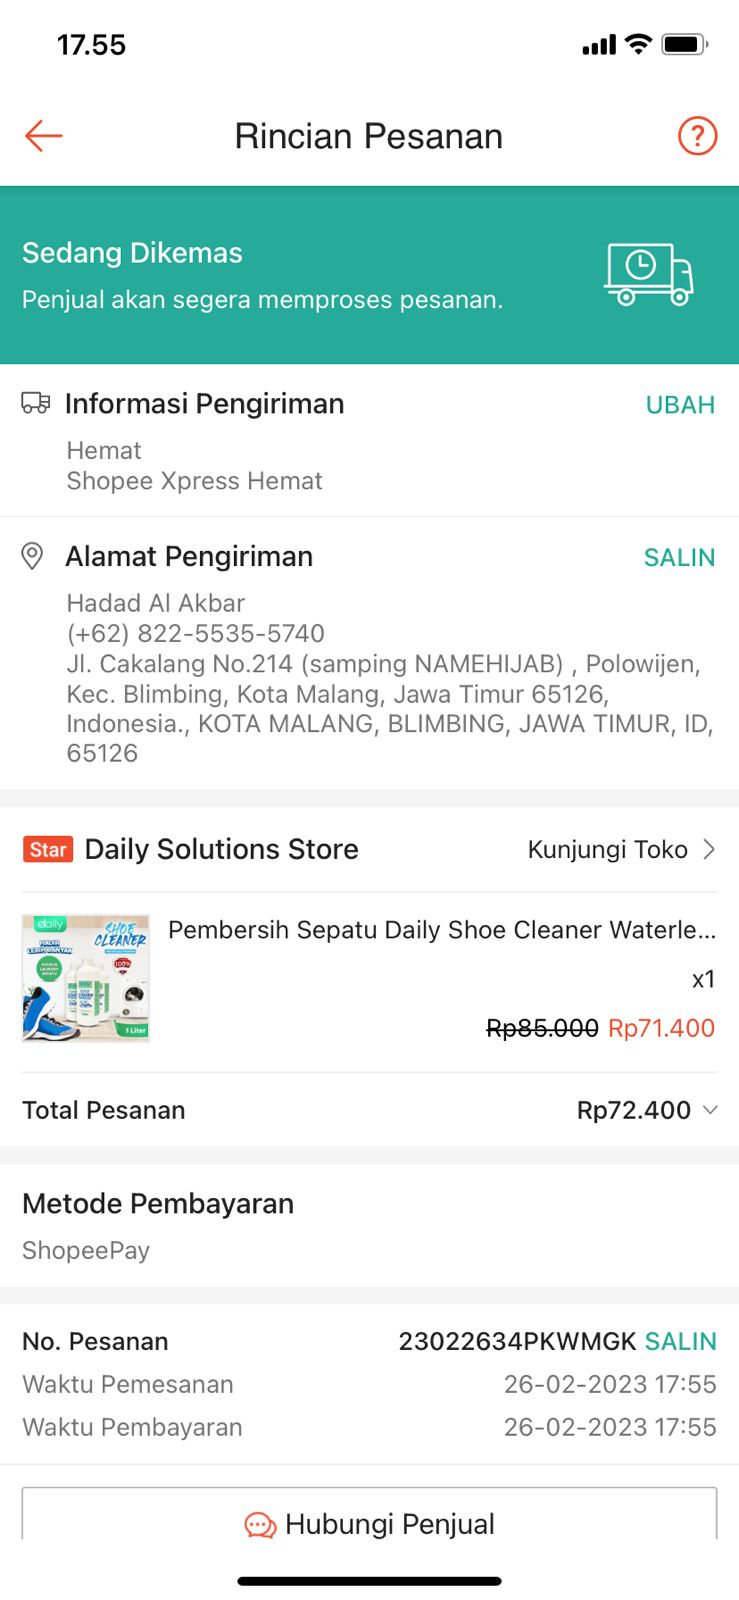 17.55
Rincian Pesanan
?
Sedang Dikemas
Penjual akan segera memproses pesanan.
Informasi Pengiriman UBAH
Hemat
Shopee Xpress Hemat
Alamat Pengiriman SALIN
Hadad Al Akbar
(+62) 822-5535-5740
Jl. Cakalang No.214 (samping NAMEHIJAB) , Polowijen,
Kec. Blimbing, Kota Malang, Jawa Timur 65126,
Indonesia., KOTA MALANG, BLIMBING, JAWA TIMUR, ID,
65126
Star Daily Solutions Store Kunjungi Toko
daily
SHOE
CLEANER
100%
1 Liter
Pembersih Sepatu Daily Shoe Cleaner Waterle...
x1
Rp85.000 Rp71.400
Total Pesanan Rp72.400
Metode Pembayaran
ShopeePay
No. Pesanan 23022634PKWMGK SALIN
Waktu Pemesanan 26-02-2023 17:55
Waktu Pembayaran 26-02-2023 17:55
Hubungi Penjual